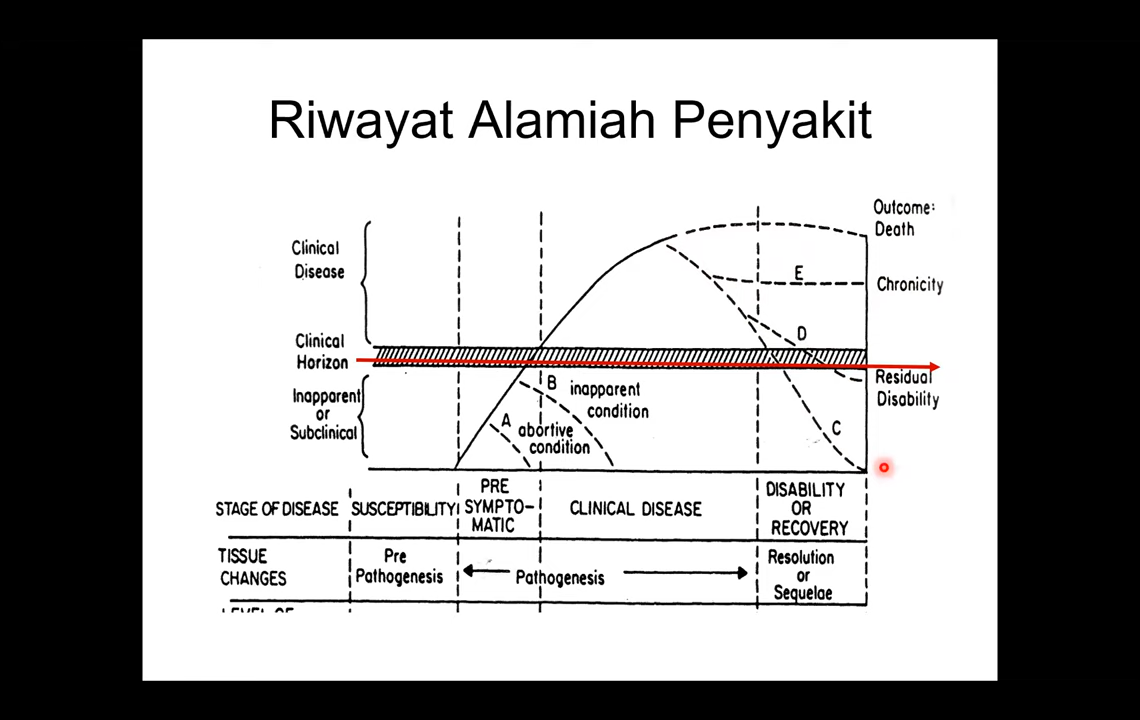 Riwayat Alamiah Penyakit
Outcome:
Death
Clinical
Disease
E
Chronicity
D
Clinical
Horizon
Residual
Disability
Inapparent
or
Subclinical
B inapparent
condition
A abortive
condition
C
STAGE OF DISEASE
SUSCEPTIBILITY
PRE
SYMPTO-
MATIC
CLINICAL DISEASE
DISABILITY
OR
RECOVERY
TISSUE
CHANGES
Pre
Pathogenesis
Pathogenesis
Resolution
or
Sequelae
LEVEL OF